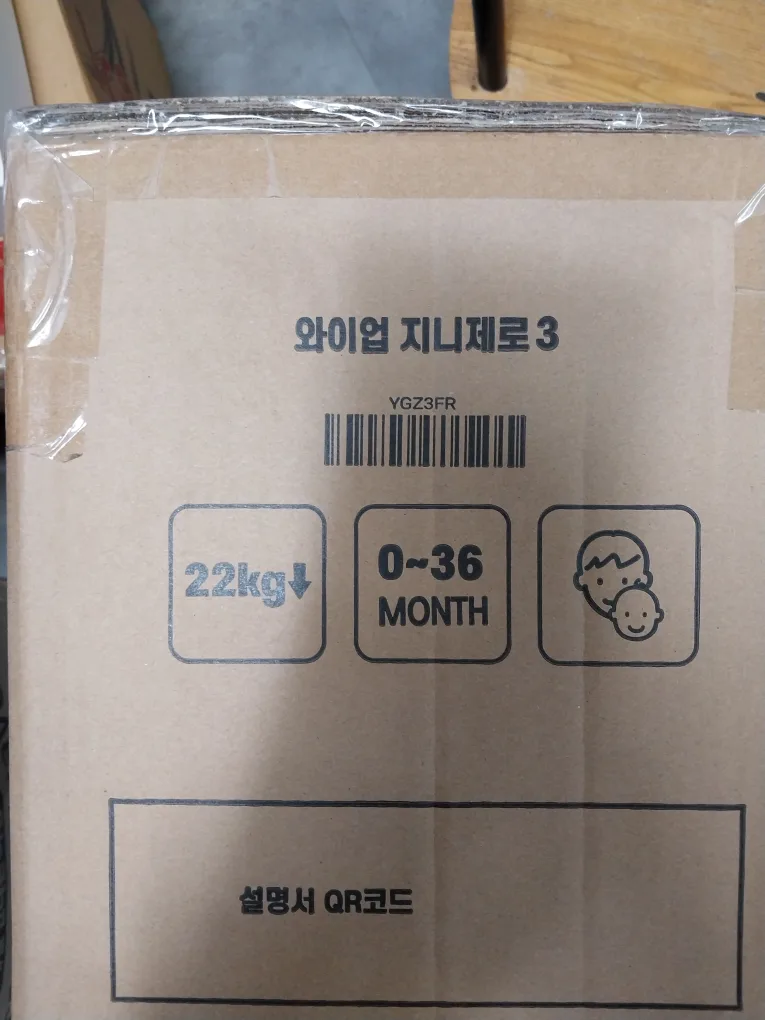 와이업 지니제로3
YGZ3FR
22kg↓
0~36
MONTH
설명서 QR코드